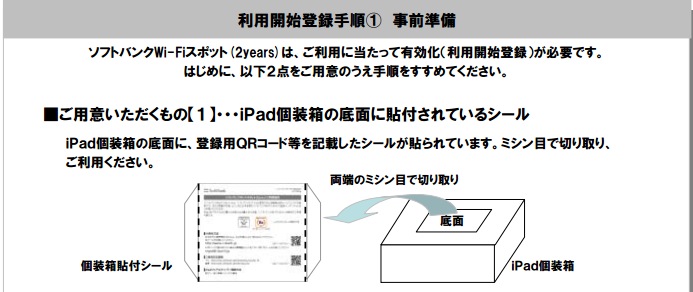 利用開始登録手順① 事前準備
ソフトバンクWi-Fiスポット(2years)は、ご利用に当たって有効化(利用開始登録)が必要です。
はじめに、以下2点をご用意のうえ手順をすすめてください。
■ご用意いただくもの【1】・・・iPad個装箱の底面に貼付されているシール
iPad個装箱の底面に、登録用QRコード等を記載したシールが貼られています。ミシン目で切り取り、
ご利用ください。
両端のミシン目で切り取り
底面
個装箱貼付シール
iPad個装箱